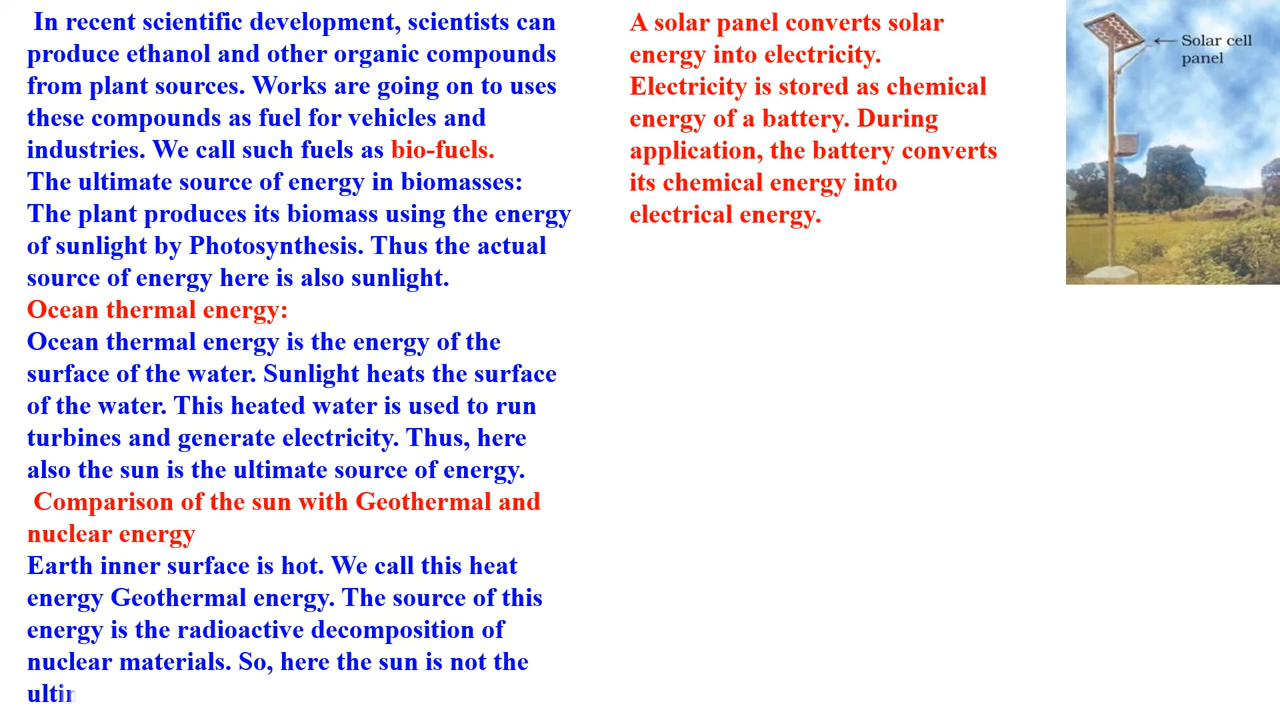 In recent scientific development, scientists can
produce ethanol and other organic compounds
from plant sources. Works are going on to uses
these compounds as fuel for vehicles and
industries. We call such fuels as bio-fuels.
The ultimate source of energy in biomasses:
The plant produces its biomass using the energy
of sunlight by Photosynthesis. Thus the actual
source of energy here is also sunlight.
Ocean thermal energy:
Ocean thermal energy is the energy of the
surface of the water. Sunlight heats the surface
of the water. This heated water is used to run
turbines and generate electricity. Thus, here
also the sun is the ultimate source of energy.
Comparison of the sun with Geothermal and
nuclear energy
Earth inner surface is hot. We call this heat
energy Geothermal energy. The source of this
energy is the radioactive decomposition of
nuclear materials. So, here the sun is not the
A solar panel converts solar
energy into electricity.
Electricity is stored as chemical
energy of a battery. During
application, the battery converts
its chemical energy into
electrical energy.
Solar cell
panel